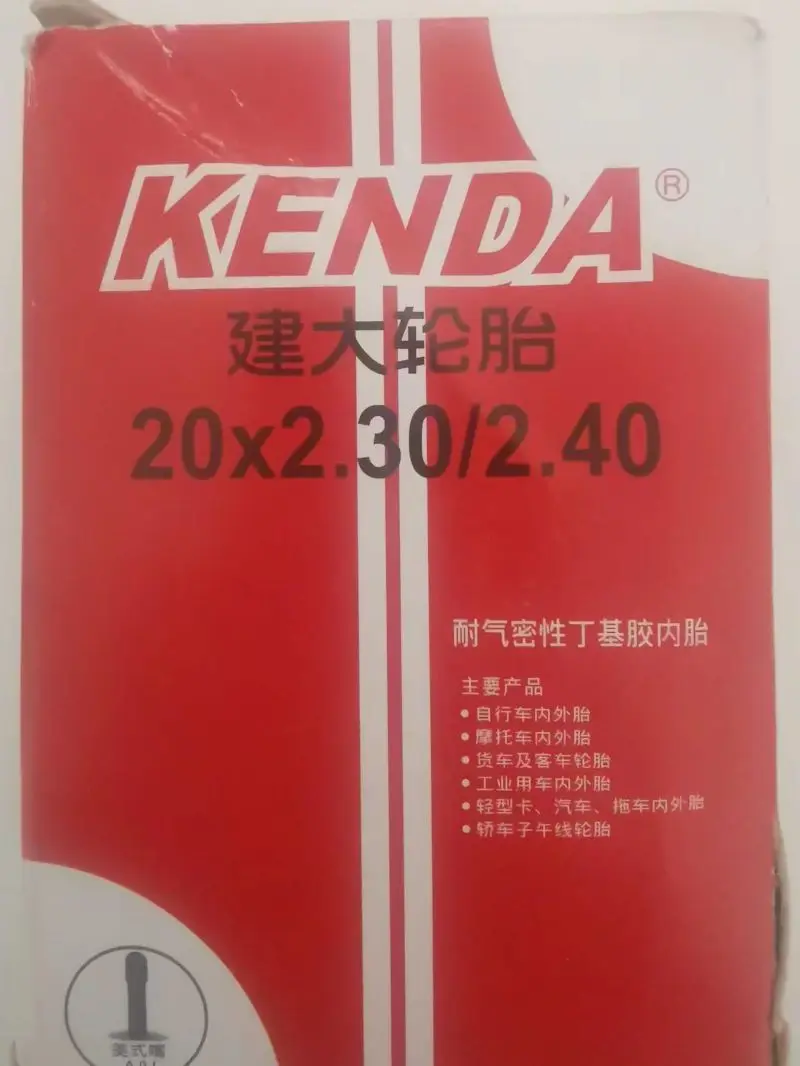 KENDA®
建大轮胎
20x2.30/2.40
耐气密性丁基胶内胎
主要产品
• 自行车内外胎
• 摩托车内外胎
• 货车及客车轮胎
• 工业用车内外胎
• 轻型卡、汽车、拖车内外胎
• 轿车子午线轮胎
美式嘴